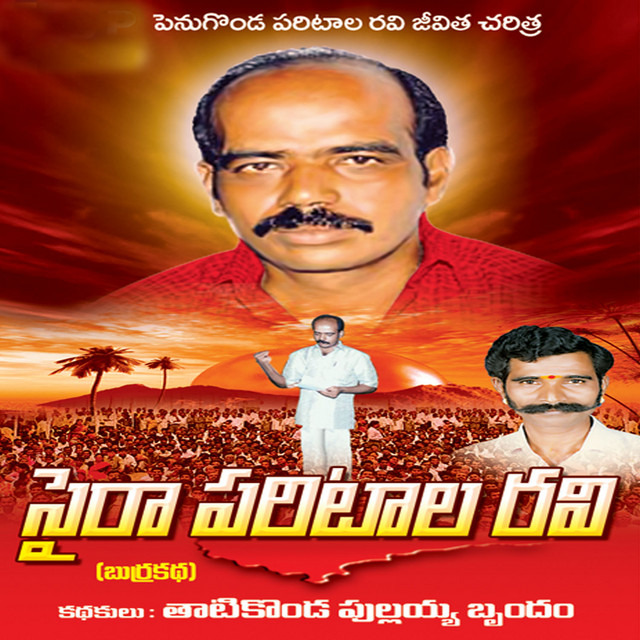 పెనుగొండ పరిటాల రవి జీవిత చరిత్ర
సైరా పరిటాల రవి
(బుర్రకథ)
కథకులు : తాటికొండ పుల్లయ్య బృందం